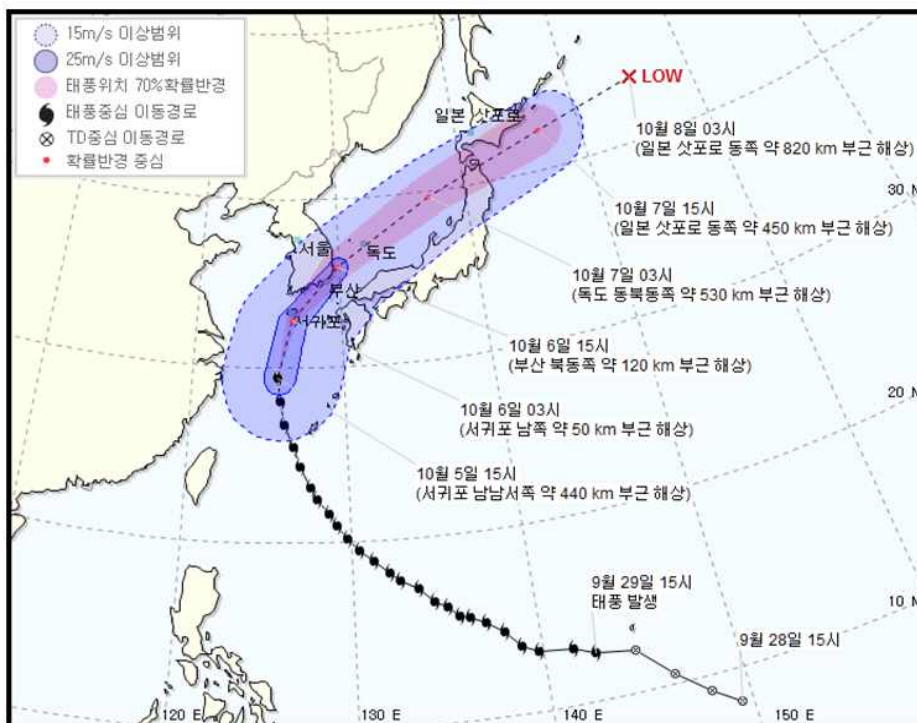 15m/s 이상범위
25m/s 이상범위
태풍위치 70%확률반경
태풍중심 이동경로
TD중심 이동경로
확률반경 중심
LOW
일본 삿포로
10월 8일 03시
(일본 삿포로 동쪽 약 820 km 부근 해상)
30 N
10월 7일 15시
(일본 삿포로 동쪽 약 450 km 부근 해상)
서울
독도
10월 7일 03시
(독도 동북동쪽 약 530 km 부근 해상)
부산
서귀포
10월 6일 15시
(부산 북동쪽 약 120 km 부근 해상)
20 N
10월 6일 03시
(서귀포 남쪽 약 50 km 부근 해상)
10월 5일 15시
(서귀포 남남서쪽 약 440 km 부근 해상)
9월 29일 15시
태풍 발생
10 N
9월 28일 15시
120 E
130 E
140 E
150 E